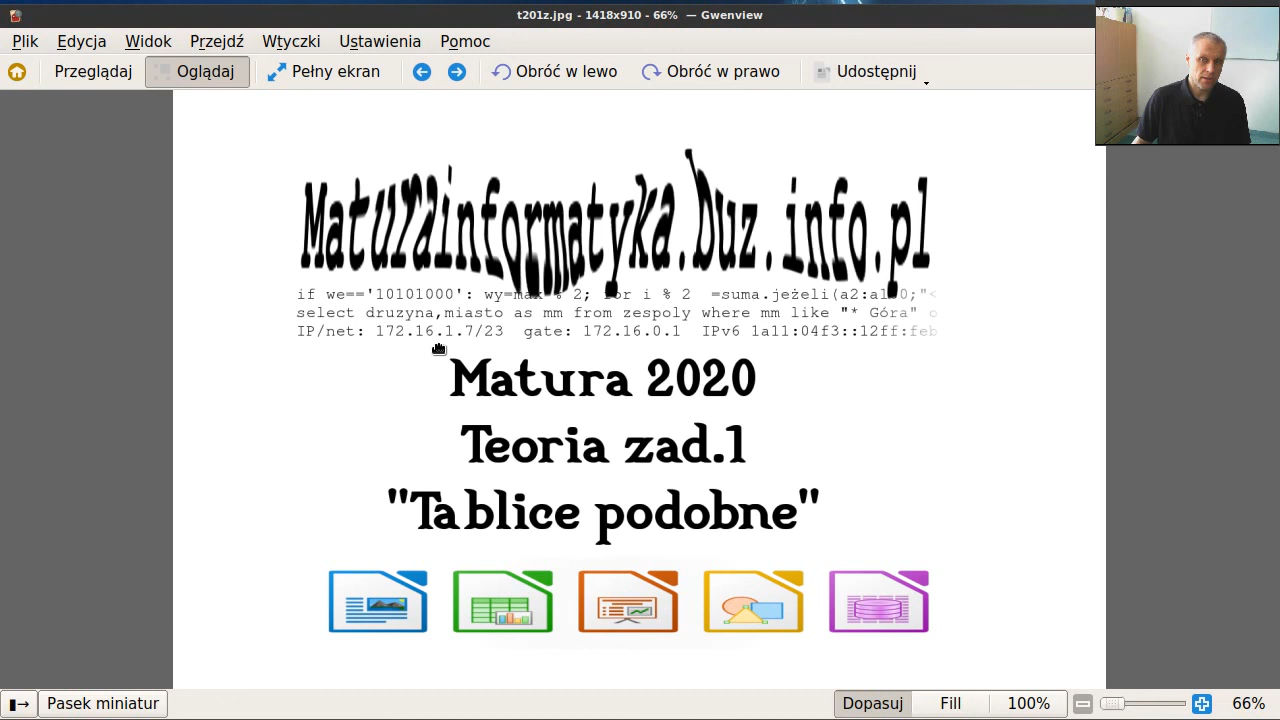 t201z.jpg - 1418x910 - 66% — Gwenview
Plik Edycja Widok Przejdź Wtyczki Ustawienia Pomoc
Przeglądaj Oglądaj Pełny ekran Obróć w lewo Obróć w prawo Udostępnij
Maturainformatyka.buz.info.pl
if we=='10101000': wy=max % 2; for i % 2 =suma.jeżeli(a2:a100;"<
select druzyna,miasto as mm from zespoly where mm like "* Góra" o
IP/net: 172.16.1.7/23 gate: 172.16.0.1 IPv6 1a11:04f3::12ff:feb
Matura 2020
Teoria zad.1
"Tablice podobne"
Pasek miniatur Dopasuj Fill 100% 66%